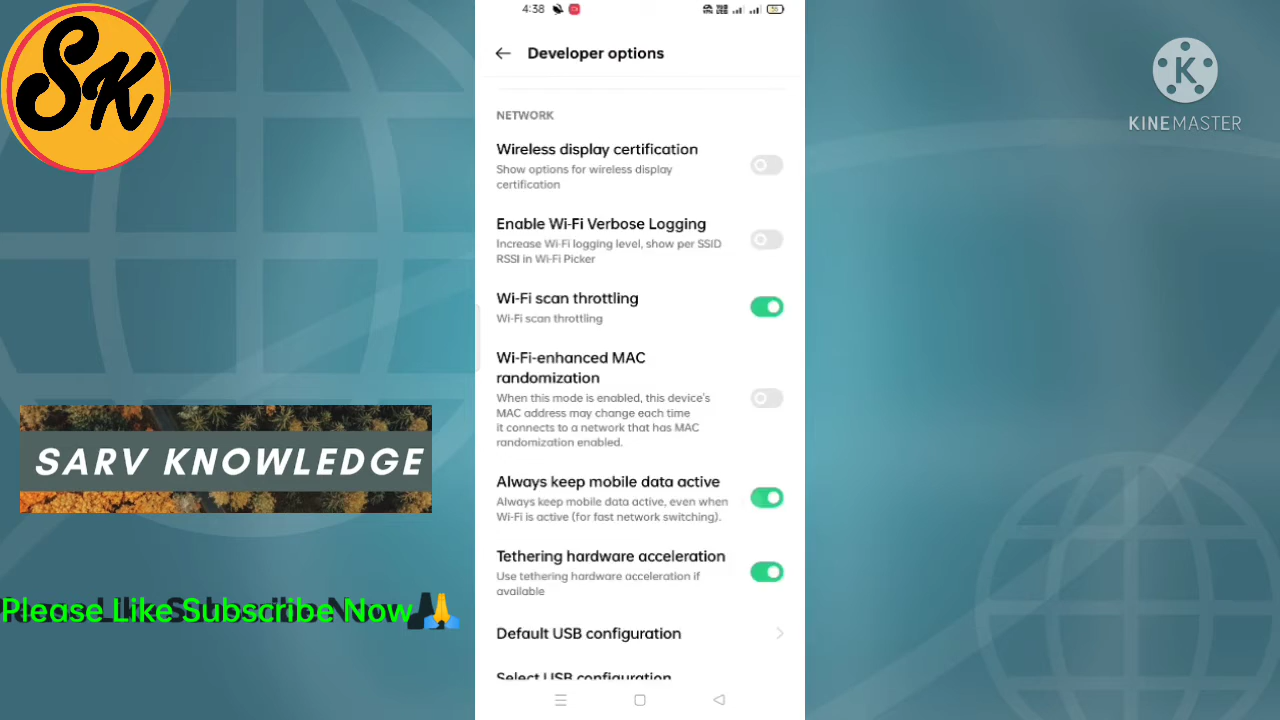 SK
4:38
Developer options
KINEMASTER
NETWORK
Wireless display certification
Show options for wireless display
certification
Enable Wi-Fi Verbose Logging
Increase Wi-Fi logging level, show per SSID
RSSI in Wi-Fi Picker
Wi-Fi scan throttling
Wi-Fi scan throttling
Wi-Fi-enhanced MAC
randomization
When this mode is enabled, this device's
MAC address may change each time
it connects to a network that has MAC
randomization enabled.
SARV KNOWLEDGE
Always keep mobile data active
Always keep mobile data active, even when
Wi-Fi is active (for fast network switching).
Tethering hardware acceleration
Use tethering hardware acceleration if
available
Please Like Subscribe Now🙏
Default USB configuration
Select USB configuration